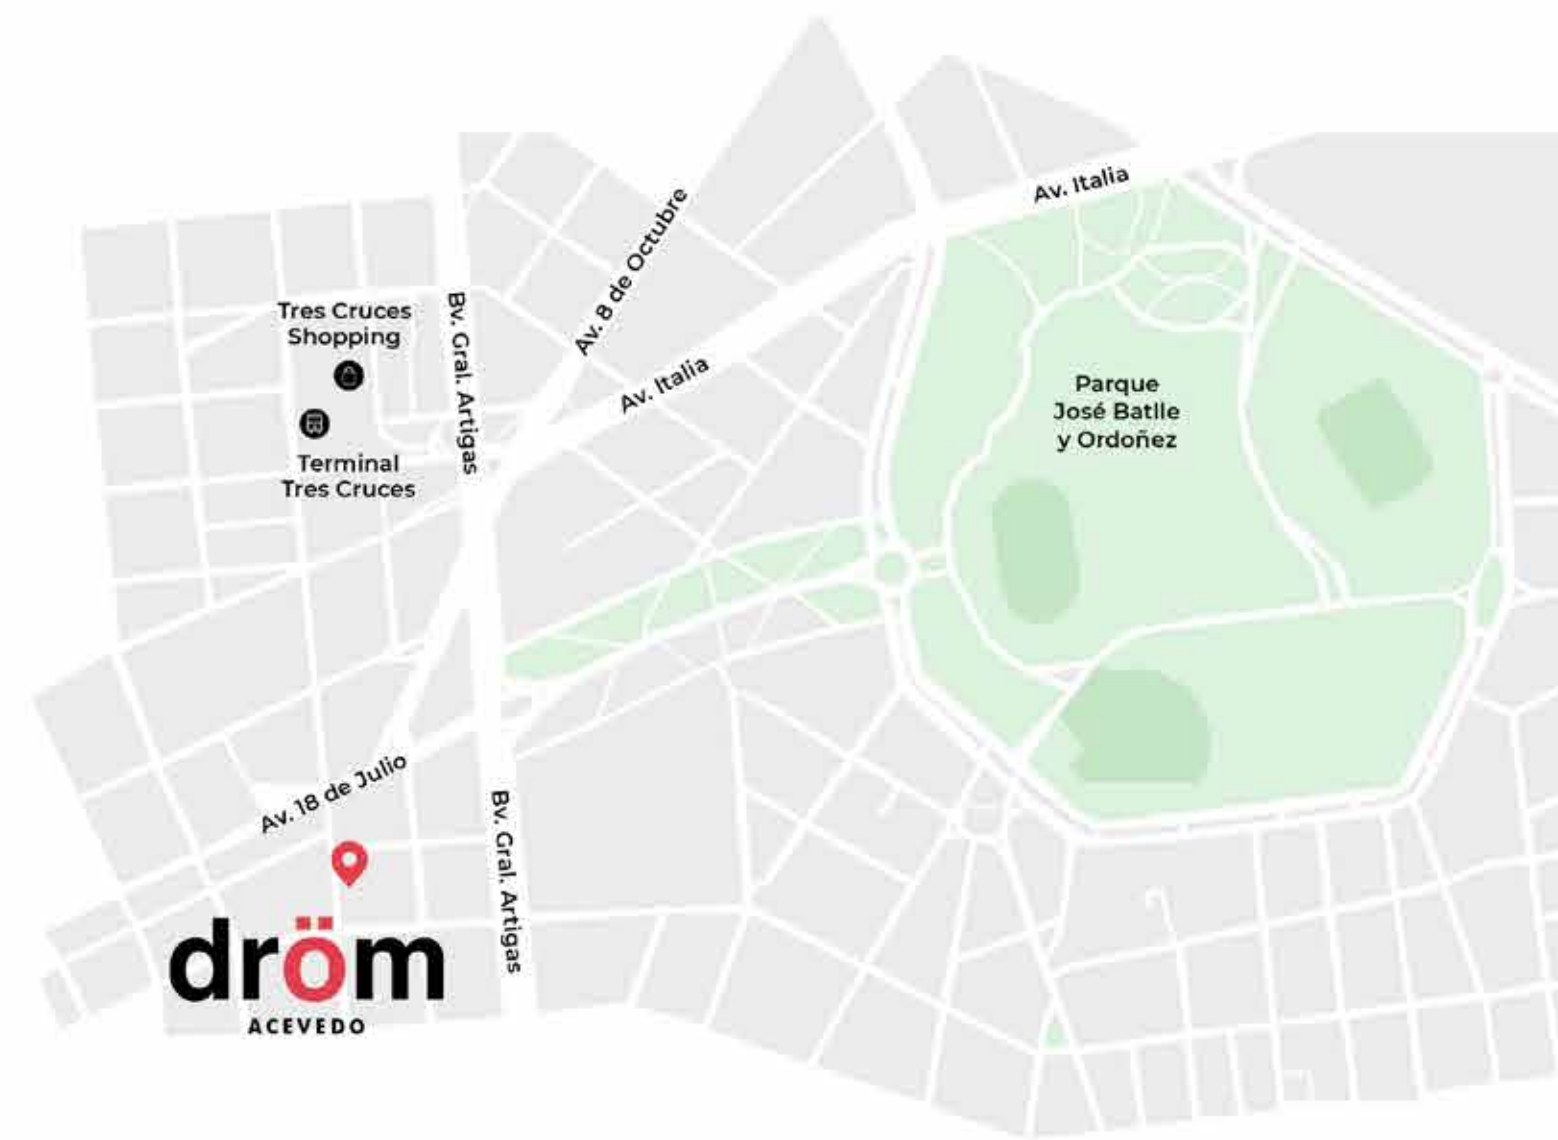 Av. Italia
Av. 8 de Octubre
Bv. Gral. Artigas
Tres Cruces
Shopping
Av. Italia
Parque
José Batlle
y Ordoñez
Terminal
Tres Cruces
Av. 18 de Julio
Bv. Gral. Artigas
dröm
ACEVEDO